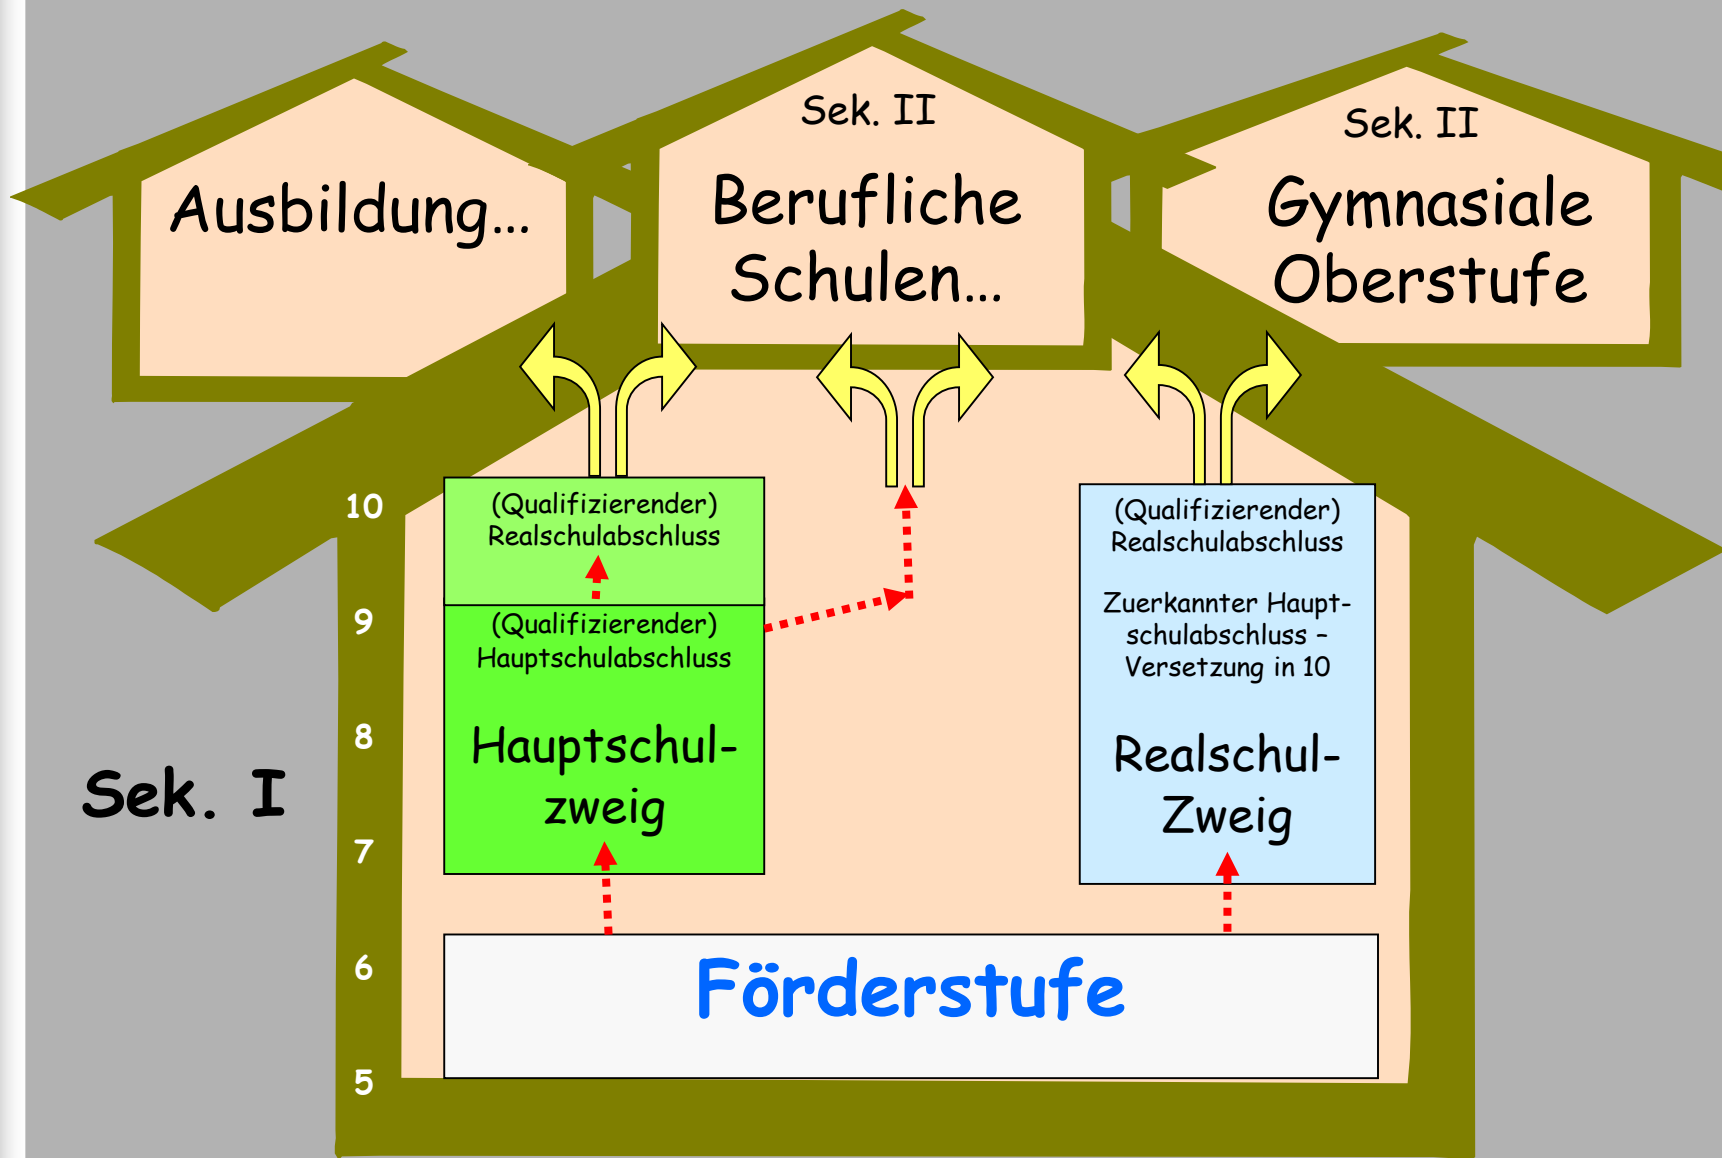 Ausbildung...
Sek. II
Berufliche
Schulen...
Sek. II
Gymnasiale
Oberstufe
Sek. I
10
9
8
7
6
5
(Qualifizierender)
Realschulabschluss
(Qualifizierender)
Hauptschulabschluss
Hauptschul-
zweig
(Qualifizierender)
Realschulabschluss
Zuerkannter Haupt-
schulabschluss –
Versetzung in 10
Realschul-
Zweig
Förderstufe